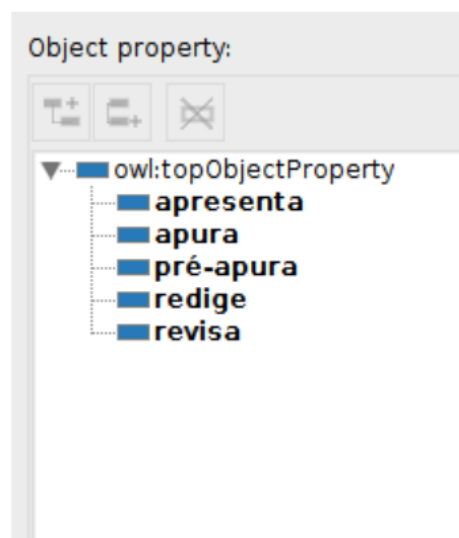 Object property:
owl:topObjectProperty
apresenta
apura
pré-apura
redige
revisa